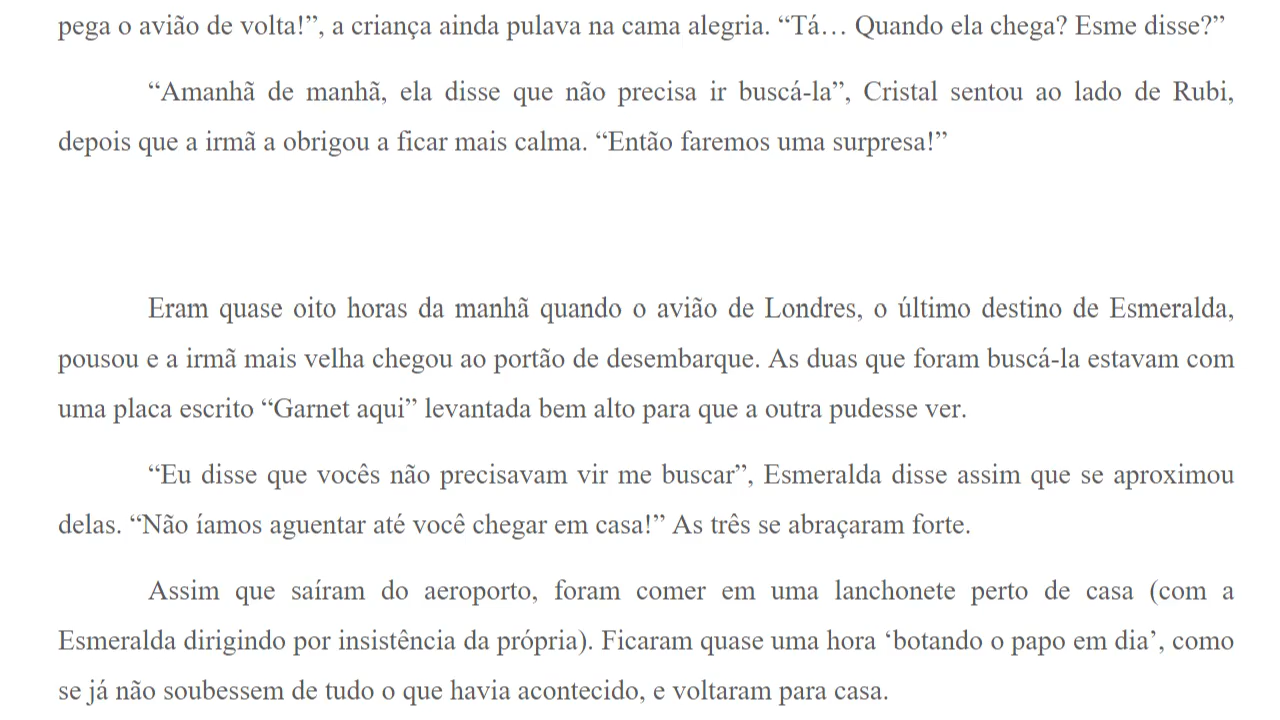 pega o avião de volta!”, a criança ainda pulava na cama alegria. “Tá… Quando ela chega? Esme disse?”
“Amanhã de manhã, ela disse que não precisa ir buscá-la”, Cristal sentou ao lado de Rubi,
depois que a irmã a obrigou a ficar mais calma. “Então faremos uma surpresa!”
Eram quase oito horas da manhã quando o avião de Londres, o último destino de Esmeralda,
pousou e a irmã mais velha chegou ao portão de desembarque. As duas que foram buscá-la estavam com
uma placa escrito “Garnet aqui” levantada bem alto para que a outra pudesse ver.
“Eu disse que vocês não precisavam vir me buscar”, Esmeralda disse assim que se aproximou
delas. “Não íamos aguentar até você chegar em casa!” As três se abraçaram forte.
Assim que saíram do aeroporto, foram comer em uma lanchonete perto de casa (com a
Esmeralda dirigindo por insistência da própria). Ficaram quase uma hora ‘botando o papo em dia’, como
se já não soubessem de tudo o que havia acontecido, e voltaram para casa.